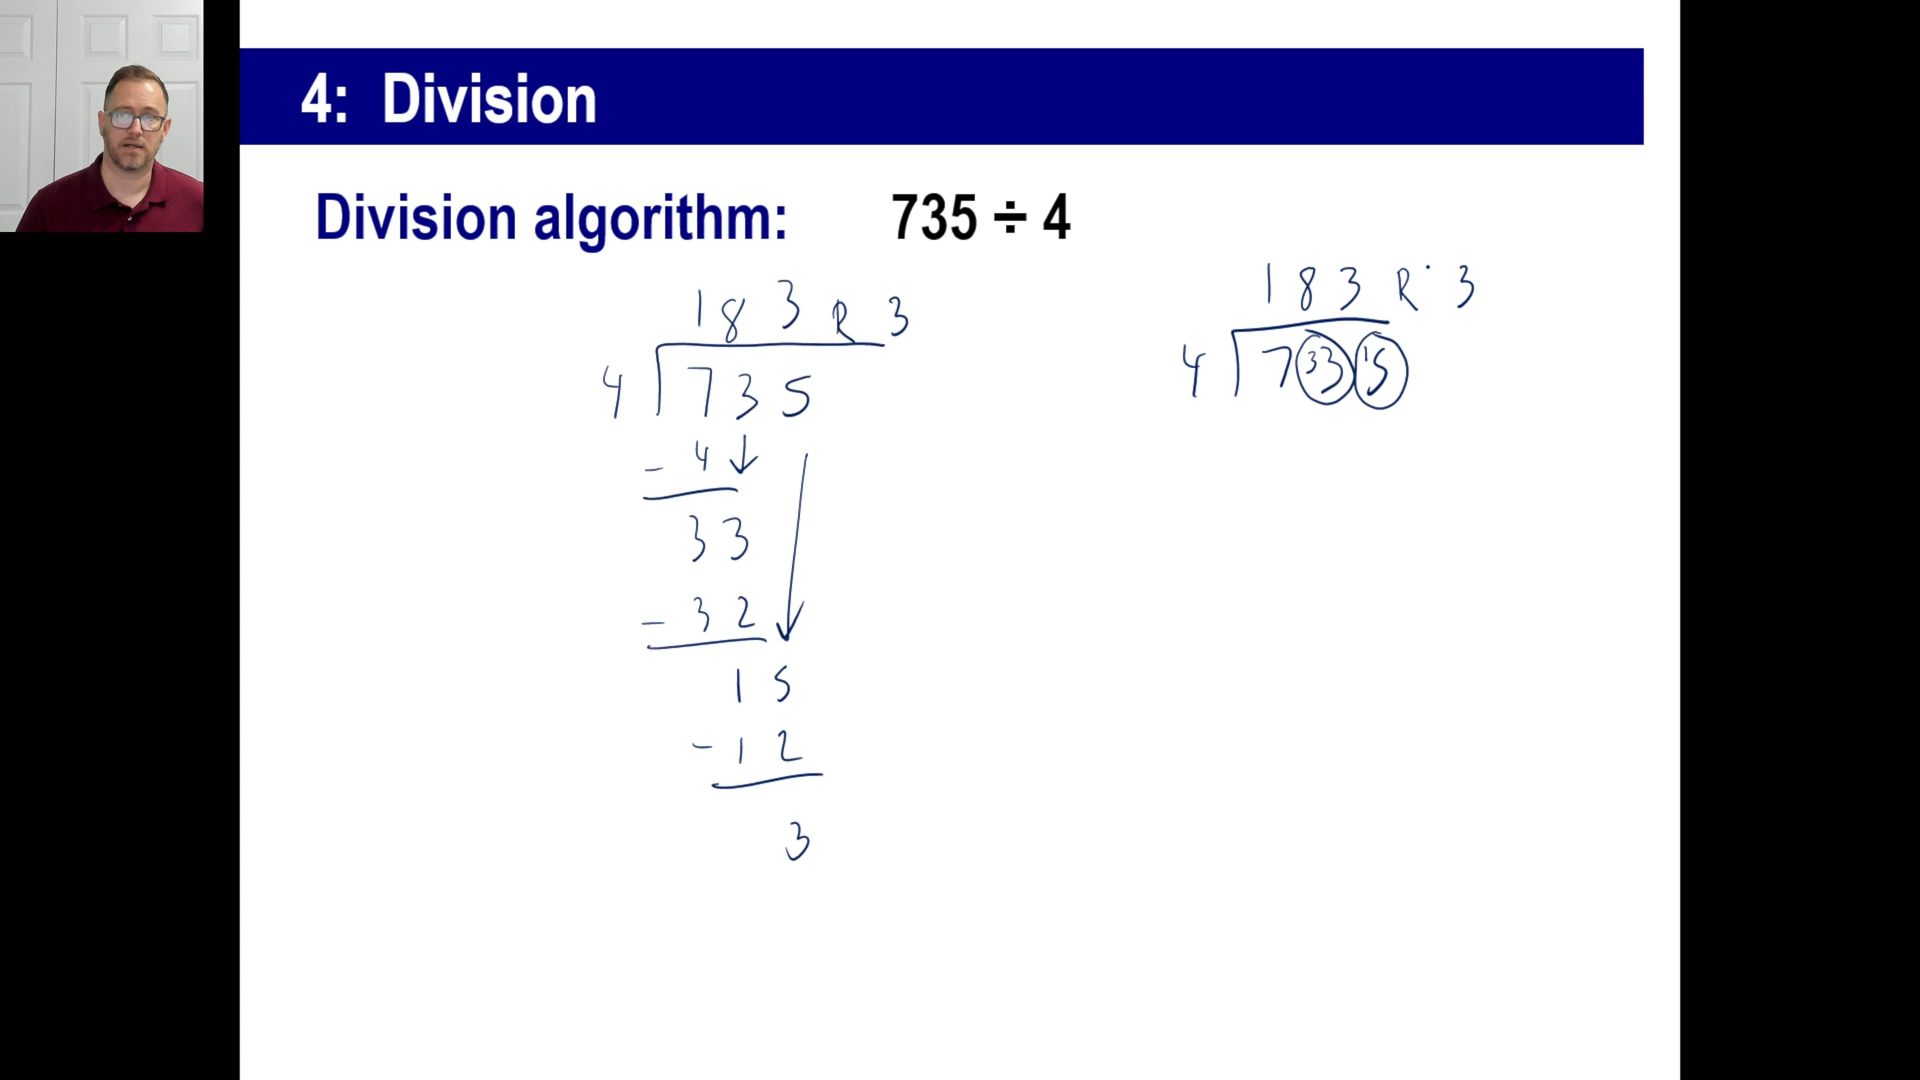 4: Division
Division algorithm: 735 ÷ 4
183 R 3
4 735
- 4
33
- 32
15
- 12
3
183 R 3
4 7 33 15